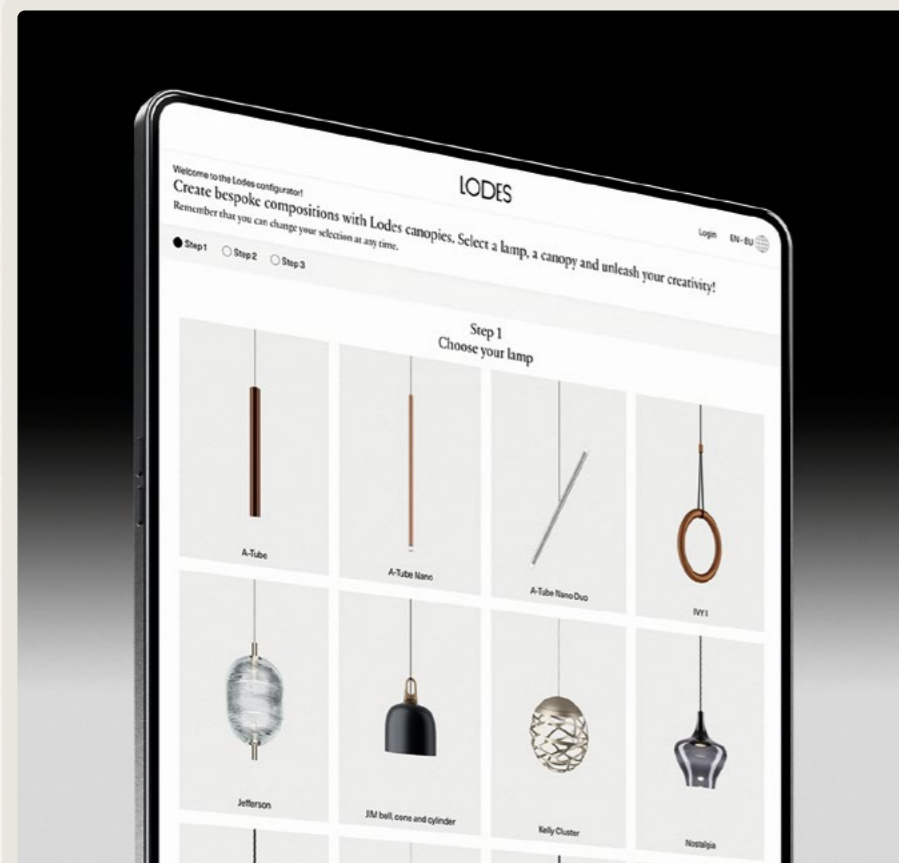 LODES
Login EN-EU
Welcome to the Lodes configurator!
Create bespoke compositions with Lodes canopies. Select a lamp, a canopy and unleash your creativity!
Remember that you can change your selection at any time.
Step 1 Step 2 Step 3
Step 1
Choose your lamp
A-Tube
A-Tube Nano
A-Tube Nano Duo
IVY I
Jefferson
JIM bell, cone and cylinder
Kelly Cluster
Nostalgia